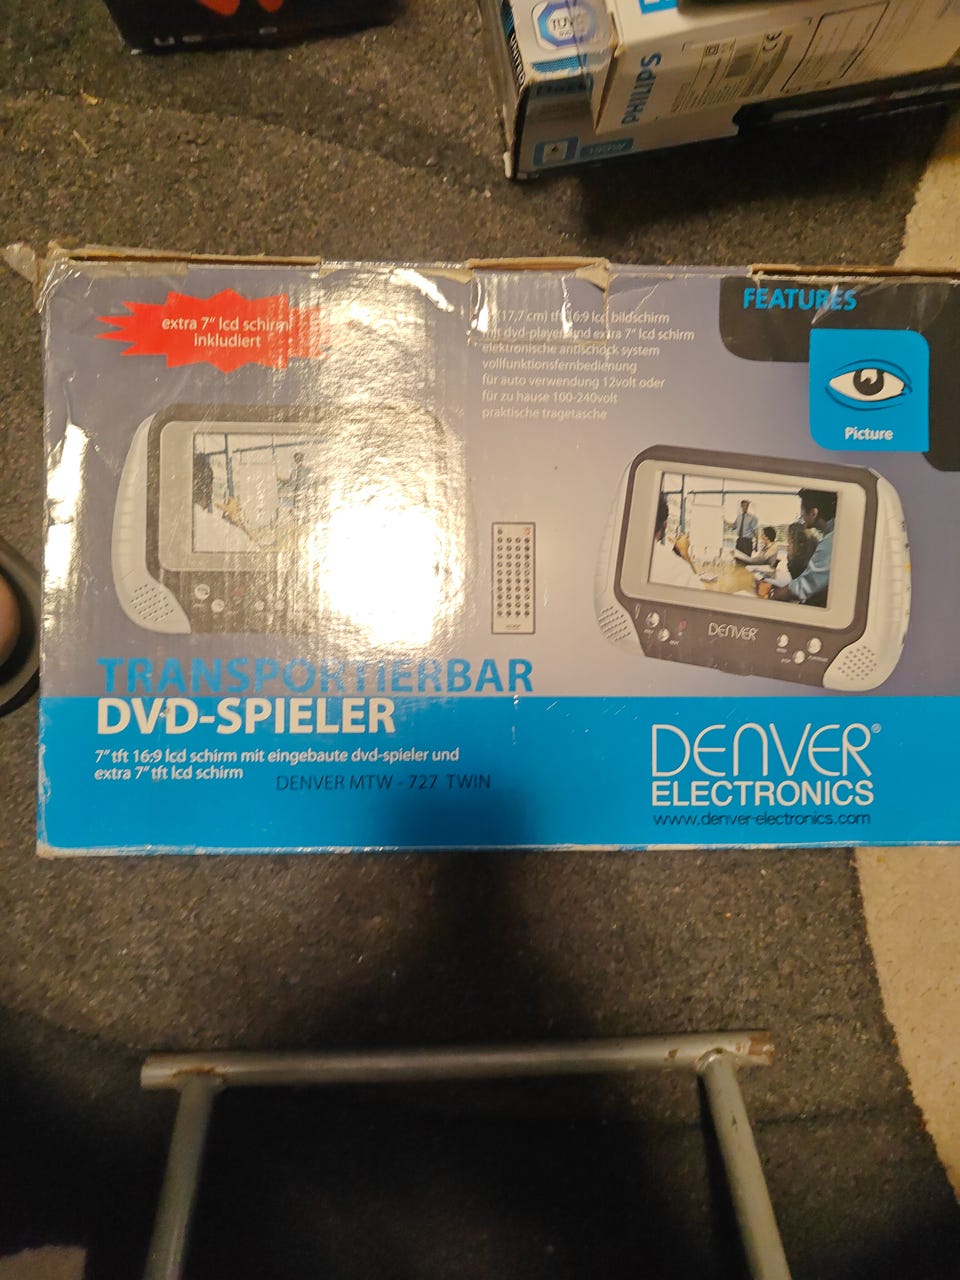 PHILIPS
extra 7" lcd schirm
inkludiert
(17,7 cm) tft 16:9 lcd bildschirm
mit dvd-player und extra 7" lcd schirm
elektronische antischock system
vollfunktionsfernbedienung
für auto verwendung 12volt oder
für zu hause 100-240volt
praktische tragetasche
FEATURES
Picture
DENVER
TRANSPORTIERBAR
DVD-SPIELER
7" tft 16:9 lcd schirm mit eingebaute dvd-spieler und
extra 7" tft lcd schirm
DENVER MTW - 727 TWIN
DENVER®
ELECTRONICS
www.denver-electronics.com